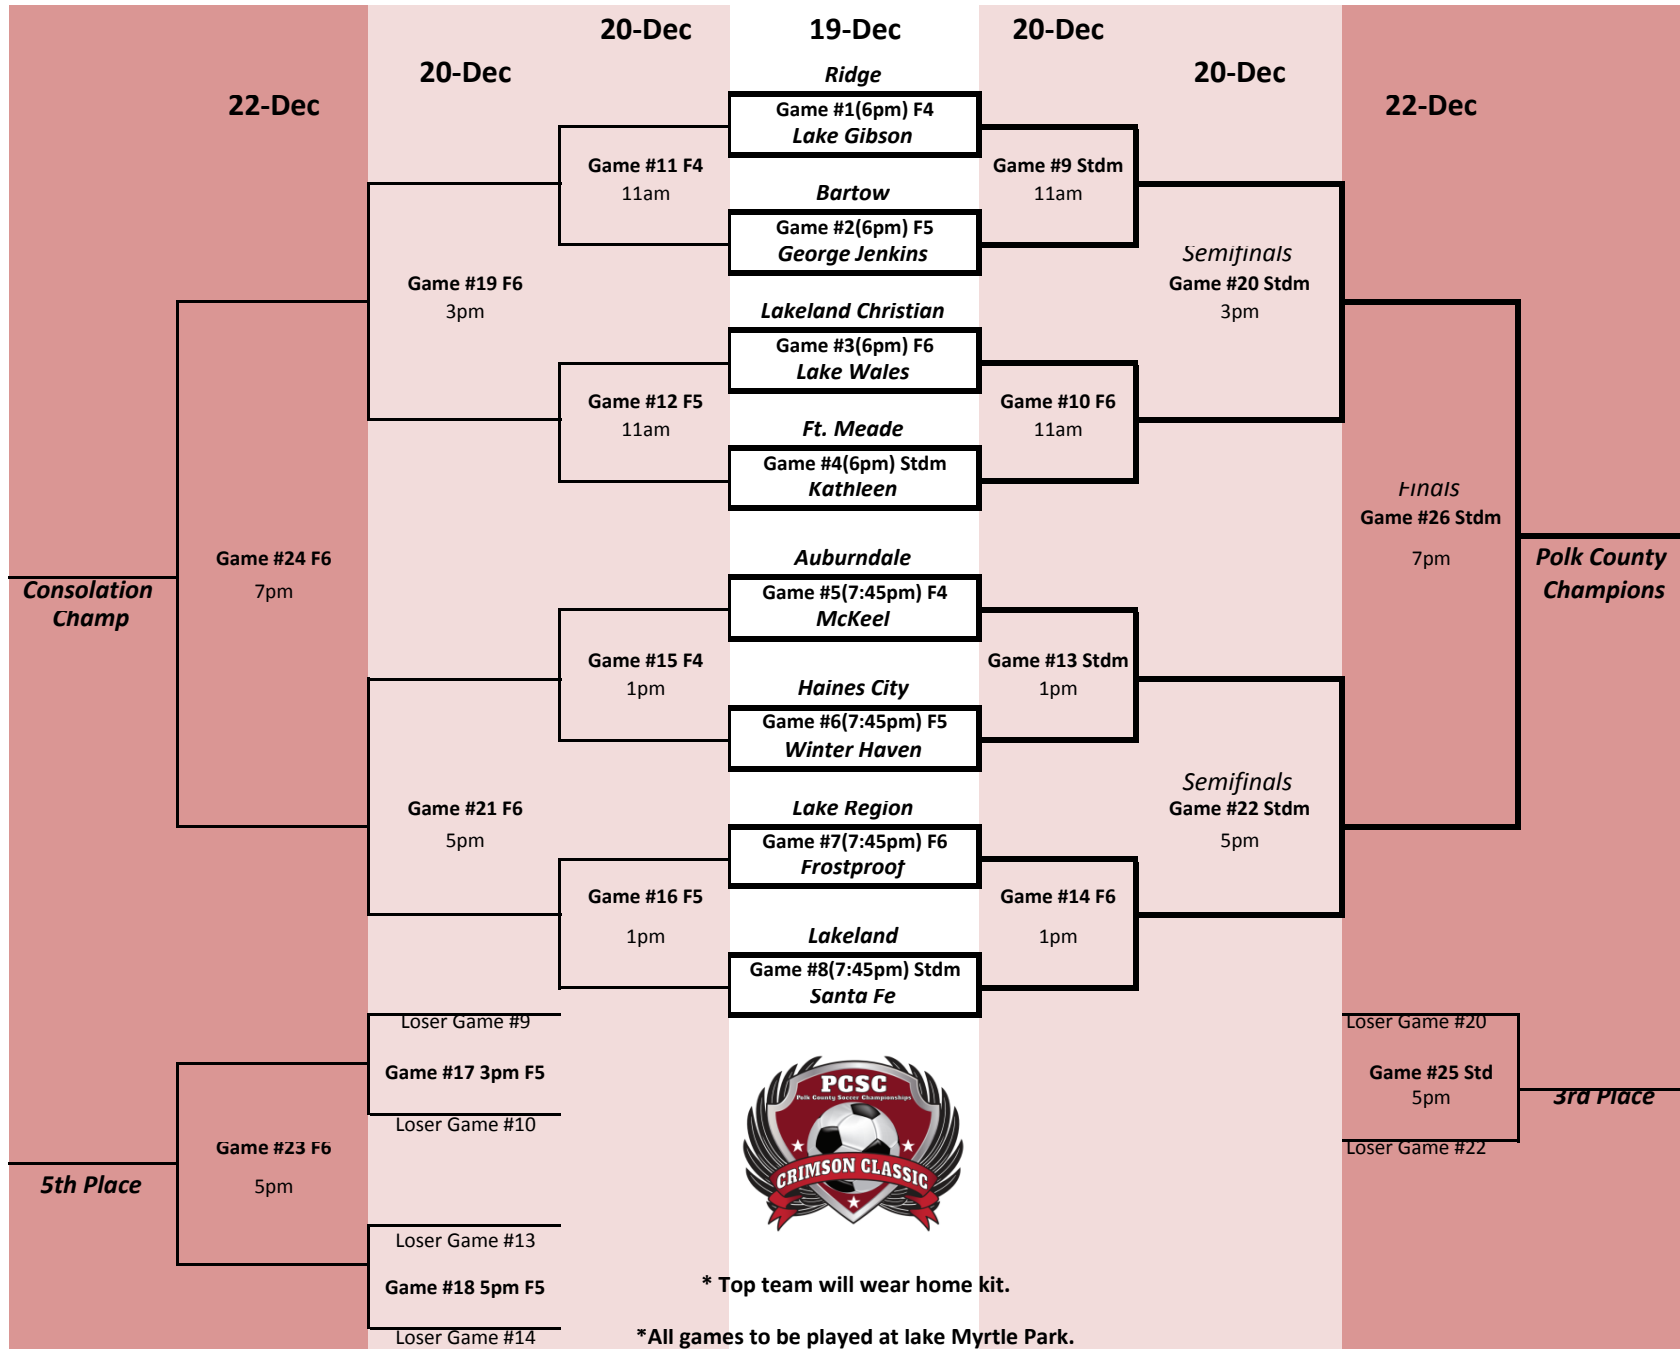 20-Dec
19-Dec
20-Dec
20-Dec
20-Dec
22-Dec
22-Dec
Ridge
Game #1(6pm) F4
Lake Gibson
Game #11 F4
11am
Game #9 Stdm
11am
Bartow
Game #2(6pm) F5
George Jenkins
Game #19 F6
3pm
Semifinals
Game #20 Stdm
3pm
Lakeland Christian
Game #3(6pm) F6
Lake Wales
Game #12 F5
11am
Game #10 F6
11am
Ft. Meade
Game #4(6pm) Stdm
Kathleen
Finals
Game #26 Stdm
7pm
Polk County
Champions
Game #24 F6
7pm
Consolation
Champ
Auburndale
Game #5(7:45pm) F4
McKeel
Game #15 F4
1pm
Game #13 Stdm
1pm
Haines City
Game #6(7:45pm) F5
Winter Haven
Game #21 F6
5pm
Semifinals
Game #22 Stdm
5pm
Lake Region
Game #7(7:45pm) F6
Frostproof
Game #16 F5
1pm
Game #14 F6
1pm
Lakeland
Game #8(7:45pm) Stdm
Santa Fe
Loser Game #9
Game #17 3pm F5
Loser Game #10
Loser Game #20
Game #25 Std
5pm
3rd Place
Loser Game #22
Game #23 F6
5pm
5th Place
PCSC
Polk County Soccer Championships
CRIMSON CLASSIC
Loser Game #13
Game #18 5pm F5
Loser Game #14
* Top team will wear home kit.
*All games to be played at lake Myrtle Park.